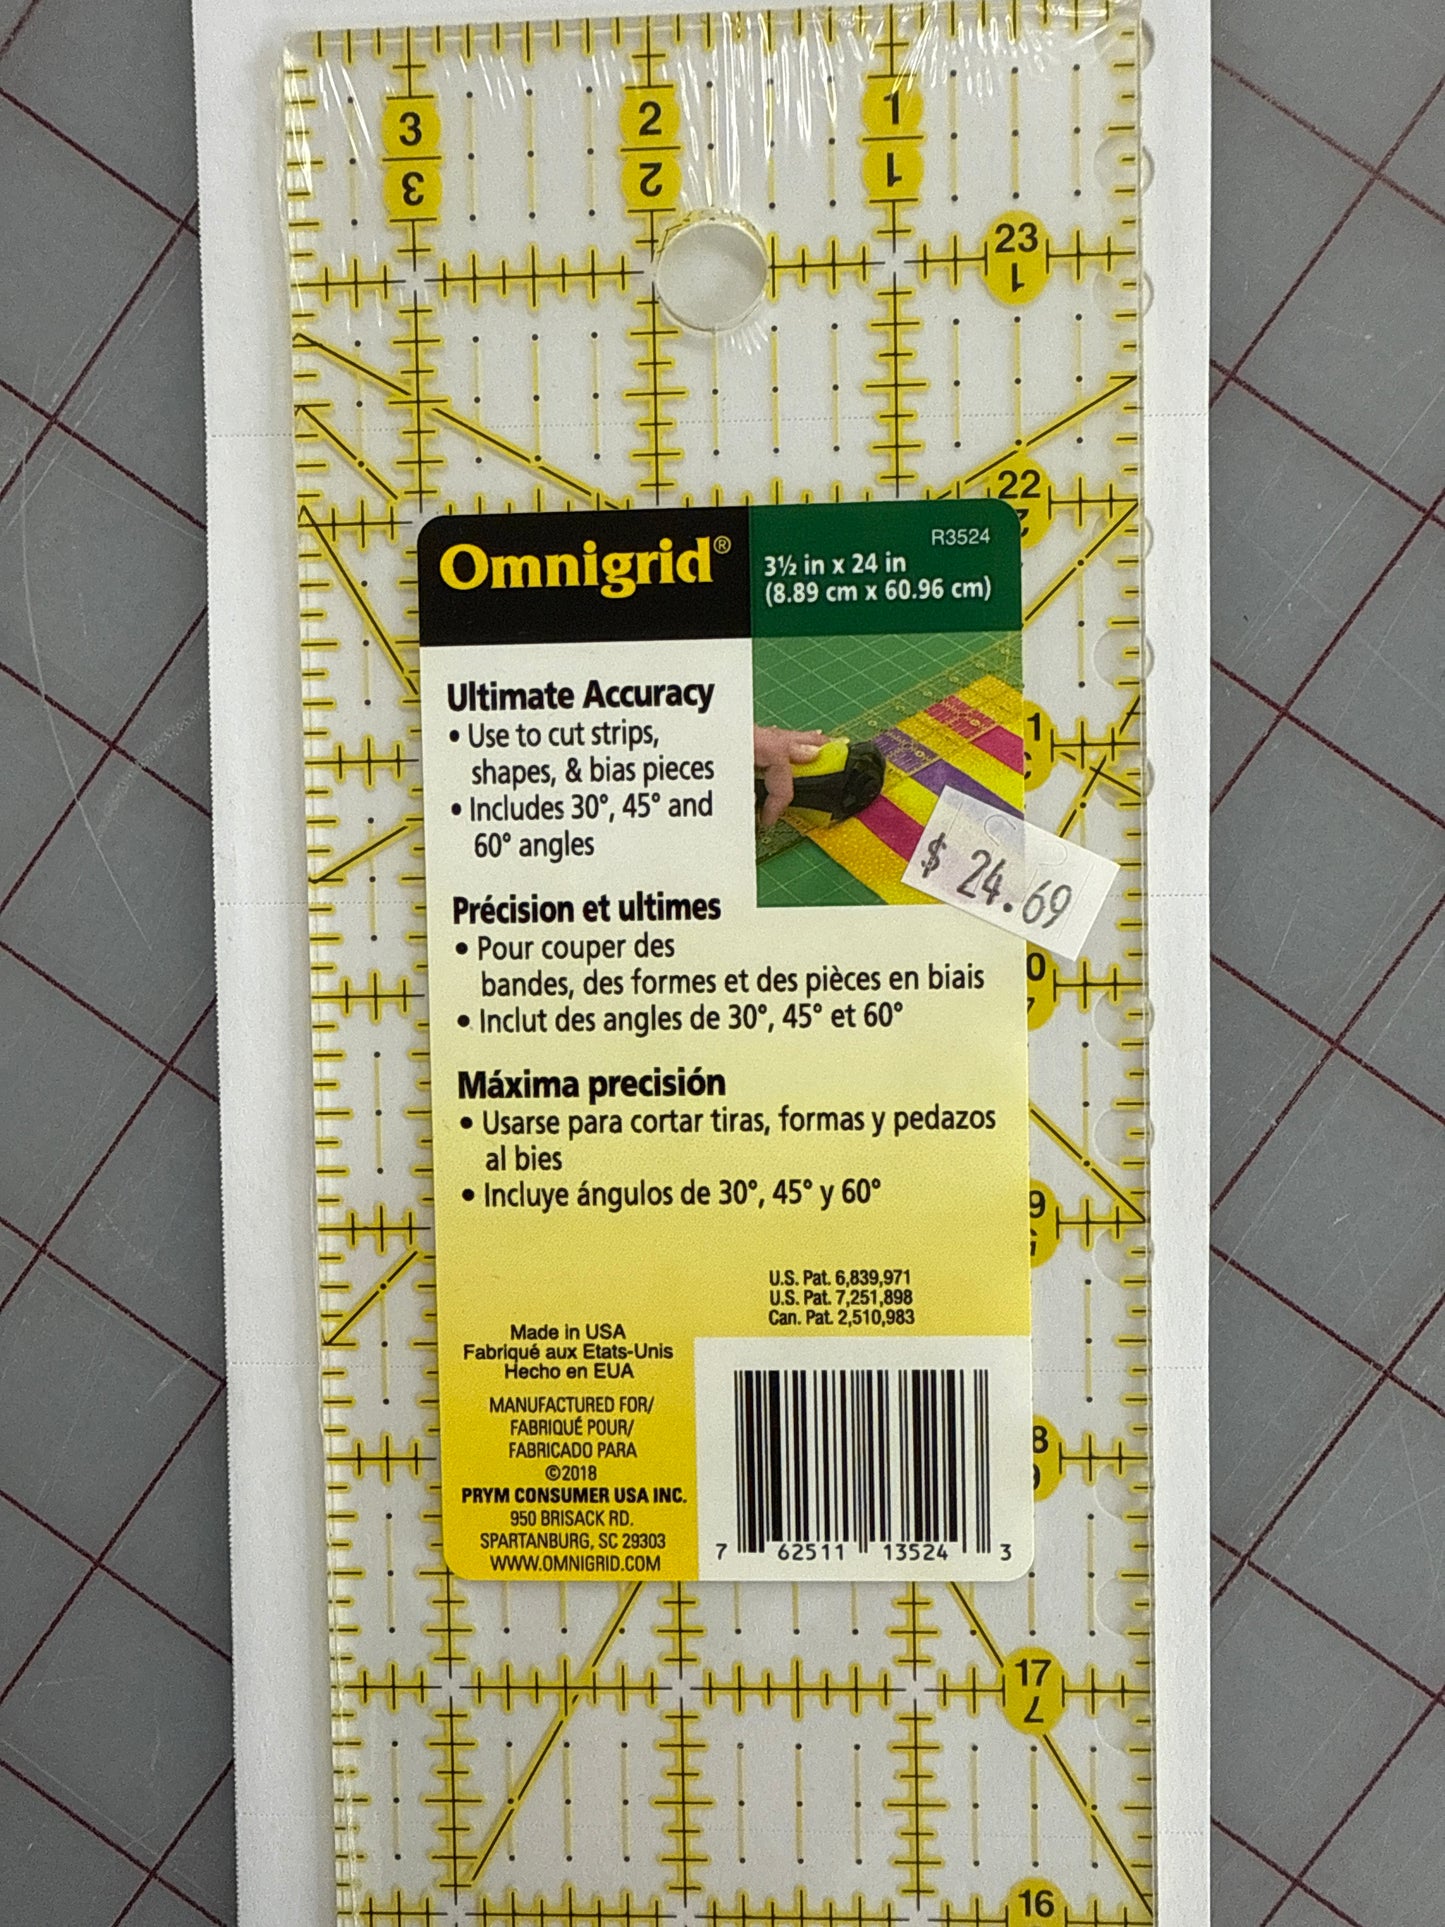 3 2 1
3 2 1
23
1
22
2
Omnigrid®
R3524
3½ in x 24 in
(8.89 cm x 60.96 cm)
Ultimate Accuracy
• Use to cut strips,
shapes, & bias pieces
• Includes 30°, 45° and
60° angles
$ 24.69
Précision et ultimes
• Pour couper des
bandes, des formes et des pièces en biais
• Inclut des angles de 30°, 45° et 60°
Máxima precisión
• Usarse para cortar tiras, formas y pedazos
al bies
• Incluye ángulos de 30°, 45° y 60°
U.S. Pat. 6,839,971
U.S. Pat. 7,251,898
Can. Pat. 2,510,983
Made in USA
Fabriqué aux Etats-Unis
Hecho en EUA
MANUFACTURED FOR/
FABRIQUÉ POUR/
FABRICADO PARA
©2018
PRYM CONSUMER USA INC.
950 BRISACK RD.
SPARTANBURG, SC 29303
WWW.OMNIGRID.COM
7 62511 13524 3
17
7
16